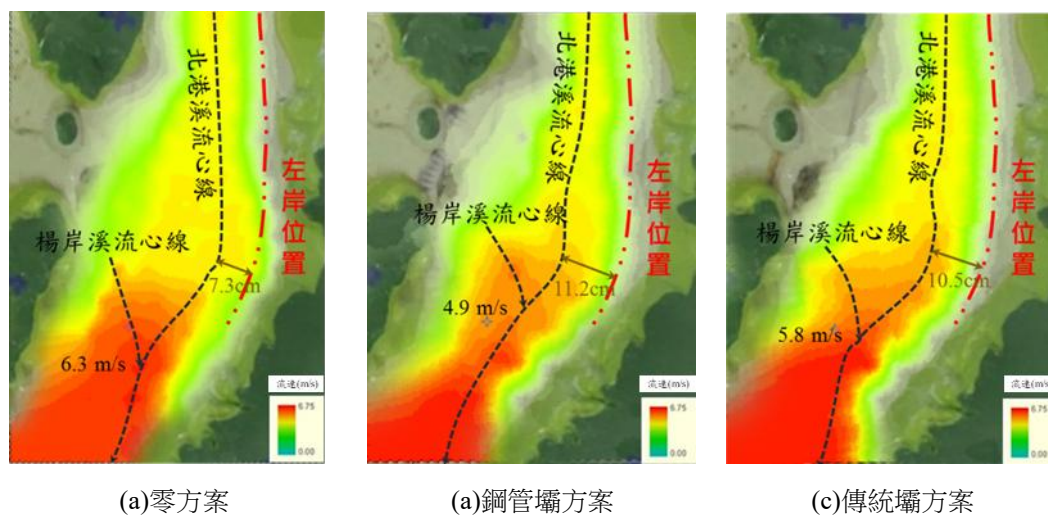 北港溪流心線
左岸位置
楊岸溪流心線
7.3cm
6.3 m/s
流速(m/s)
6.75
0.00
(a)零方案
北港溪流心線
左岸位置
楊岸溪流心線
11.2cm
4.9 m/s
流速(m/s)
6.75
0.00
(a)鋼管壩方案
北港溪流心線
左岸位置
楊岸溪流心線
10.5cm
5.8 m/s
流速(m/s)
6.75
0.00
(c)傳統壩方案